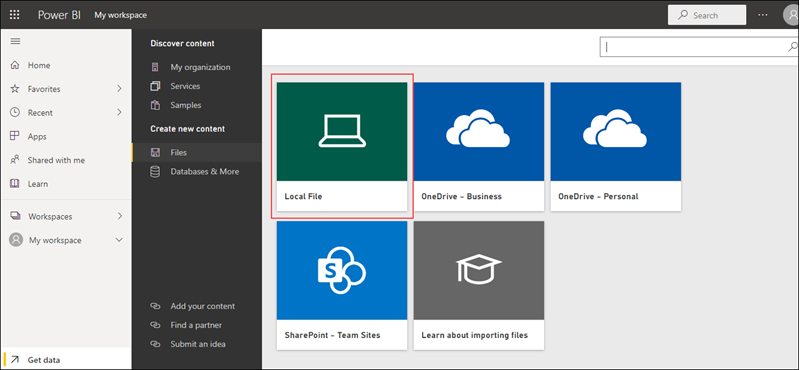 Power BI My workspace
Search
Home
Favorites
Recent
Apps
Shared with me
Learn
Workspaces
My workspace
Get data
Discover content
My organization
Services
Samples
Create new content
Files
Databases & More
Add your content
Find a partner
Submit an idea
Local File
OneDrive – Business
OneDrive – Personal
S
SharePoint – Team Sites
Learn about importing files